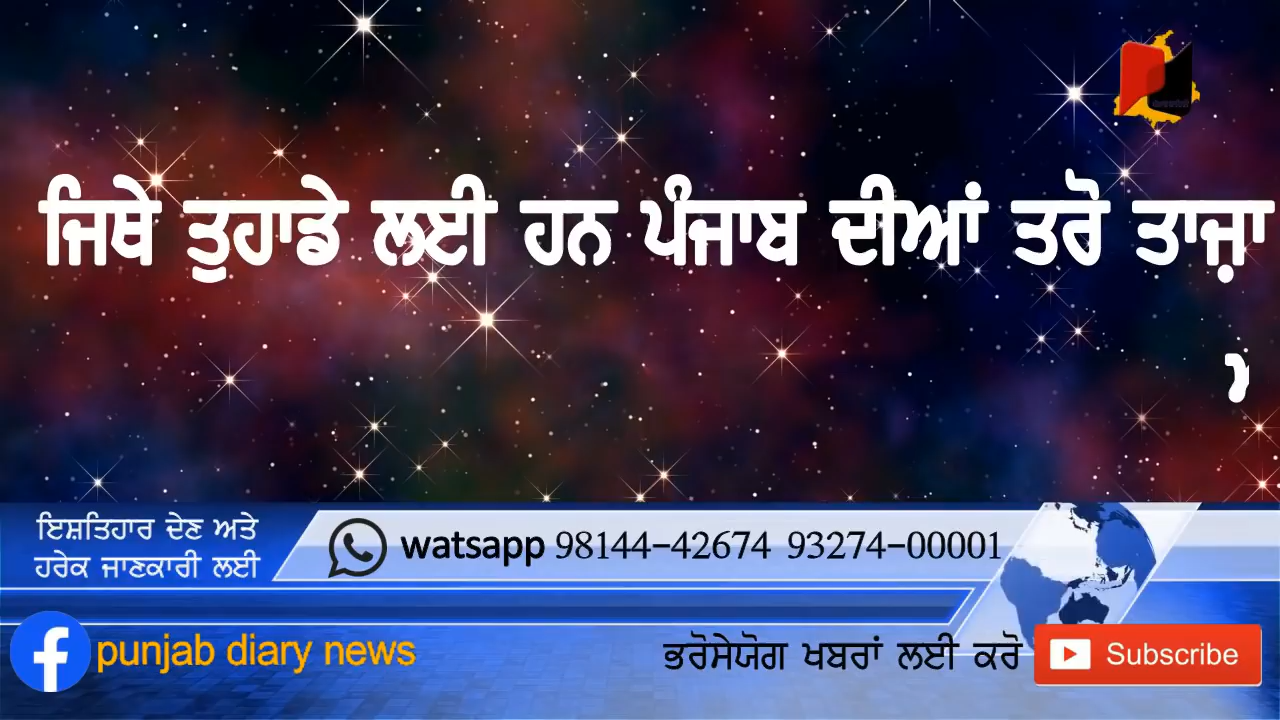 ਜਿਥੇ ਤੁਹਾਡੇ ਲਈ ਹਨ ਪੰਜਾਬ ਦੀਆਂ ਤਰੋ ਤਾਜ਼ਾ
ਇਸ਼ਤਿਹਾਰ ਦੇਣ ਅਤੇ
ਹਰੇਕ ਜਾਣਕਾਰੀ ਲਈ
watsapp 98144-42674 93274-00001
punjab diary news
ਭਰੋਸੇਯੋਗ ਖਬਰਾਂ ਲਈ ਕਰੋ
Subscribe